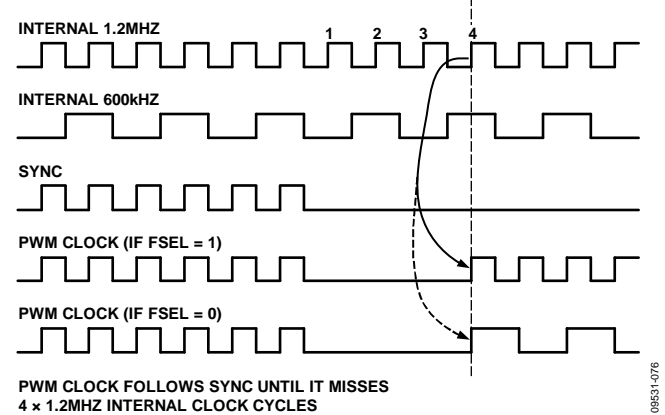 INTERNAL 1.2MHZ
1 2 3 4
INTERNAL 600kHZ
SYNC
PWM CLOCK (IF FSEL = 1)
PWM CLOCK (IF FSEL = 0)
PWM CLOCK FOLLOWS SYNC UNTIL IT MISSES
4 × 1.2MHZ INTERNAL CLOCK CYCLES
09531-076